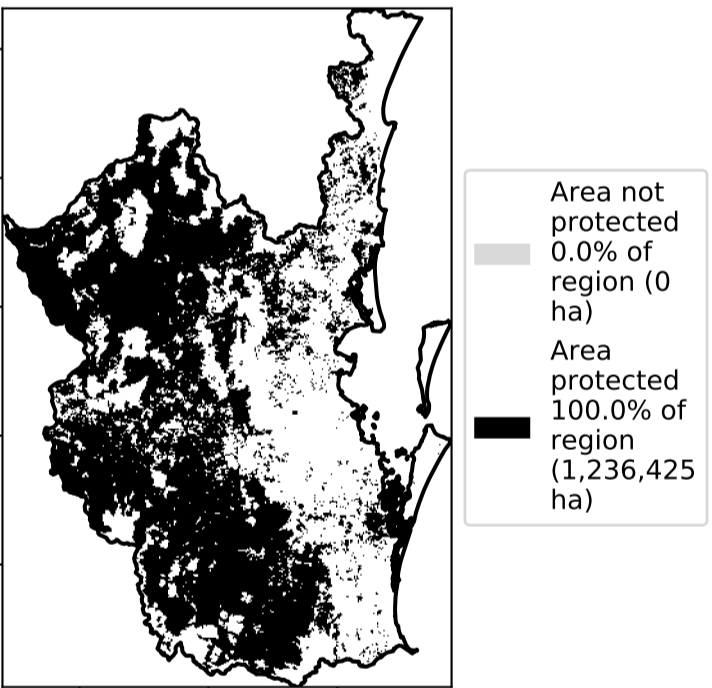 Area not
protected
0.0% of
region (0
ha)
Area
protected
100.0% of
region
(1,236,425
ha)